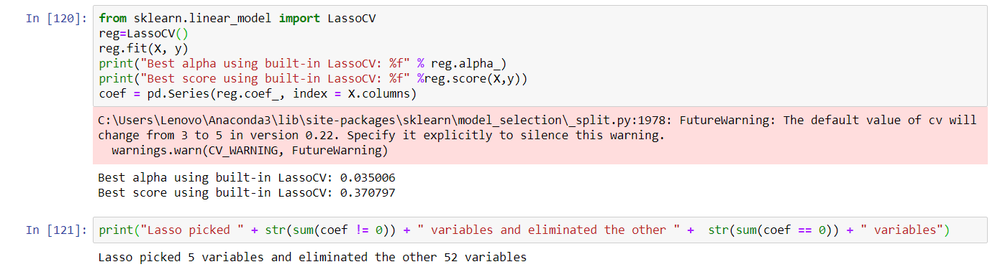 In [120]: from sklearn.linear_model import LassoCV
reg=LassoCV()
reg.fit(X, y)
print("Best alpha using built-in LassoCV: %f" % reg.alpha_)
print("Best score using built-in LassoCV: %f" %reg.score(X,y))
coef = pd.Series(reg.coef_, index = X.columns)
C:\Users\Lenovo\Anaconda3\lib\site-packages\sklearn\model_selection\_split.py:1978: FutureWarning: The default value of cv will
change from 3 to 5 in version 0.22. Specify it explicitly to silence this warning.
  warnings.warn(CV_WARNING, FutureWarning)
Best alpha using built-in LassoCV: 0.035006
Best score using built-in LassoCV: 0.370797
In [121]: print("Lasso picked " + str(sum(coef != 0)) + " variables and eliminated the other " +  str(sum(coef == 0)) + " variables")
Lasso picked 5 variables and eliminated the other 52 variables